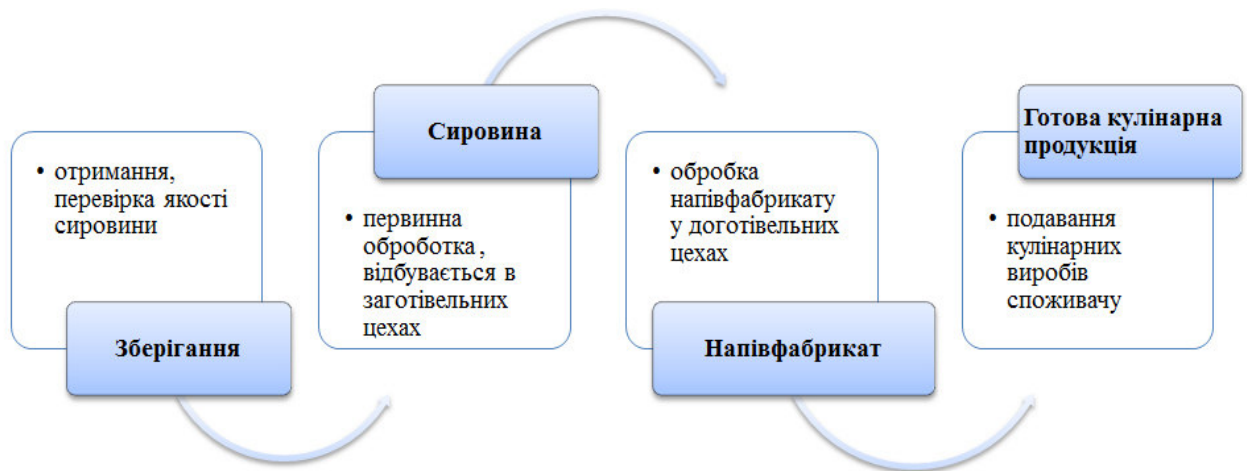 • отримання,
перевірка якості
сировини
Зберігання
Сировина
• первинна
оброботка ,
відбувається в
заготівельних
цехах
• обробка
напівфабрикату
у доготівельних
цехах
Напівфабрикат
Готова кулінарна
продукція
• подавання
кулінарних
виробів
споживачу